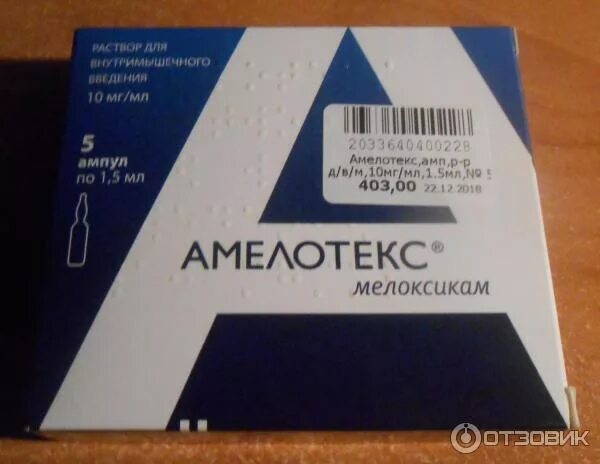 РАСТВОР ДЛЯ
ВНУТРИМЫШЕЧНОГО
ВВЕДЕНИЯ
10 мг/мл
5
ампул
по 1,5 мл
2033640400228
Амелотекс,амп,р-р
д/в/м,10мг/мл,1.5мл,№ 5
403,00 22.12.2018
АМЕЛОТЕКС®
мелоксикам
ОТЗОВИК